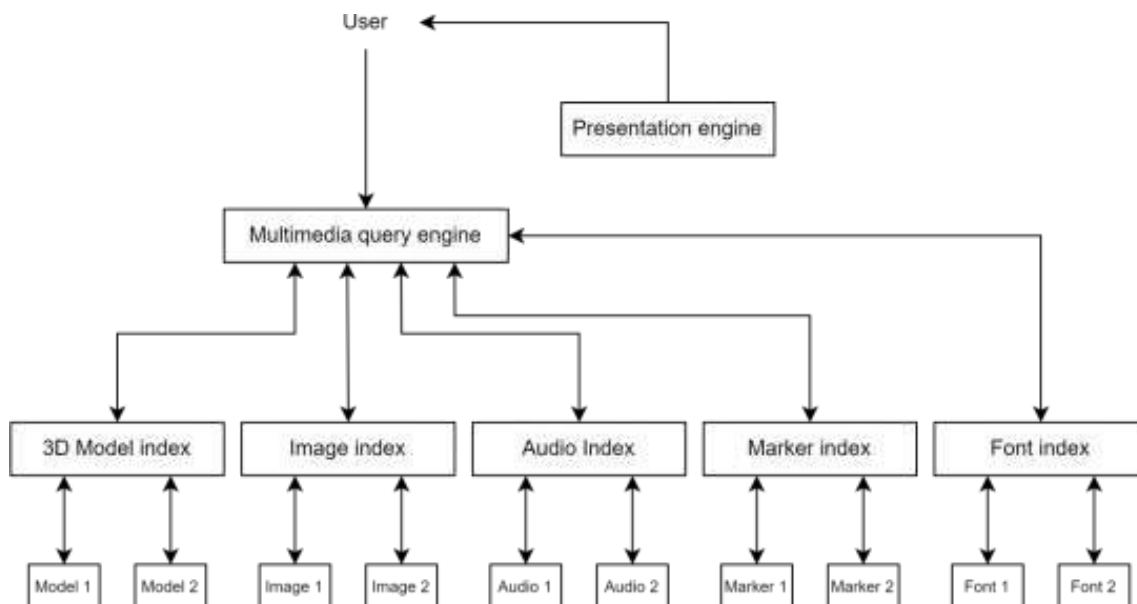 User
Presentation engine
Multimedia query engine
3D Model index
Image index
Audio Index
Marker index
Font index
Model 1
Model 2
Image 1
Image 2
Audio 1
Audio 2
Marker 1
Marker 2
Font 1
Font 2